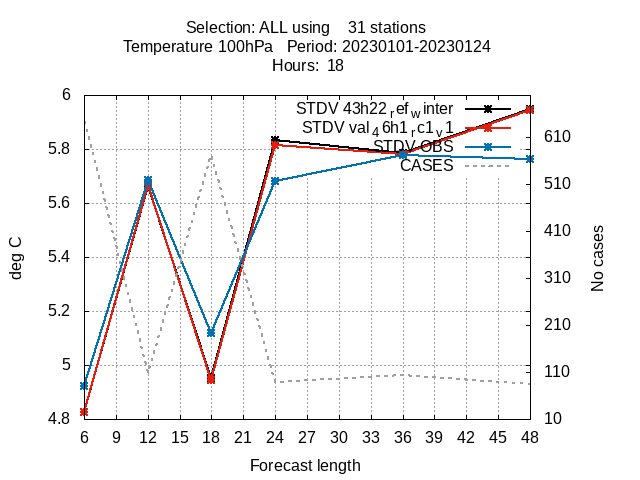 Selection: ALL using    31 stations
Temperature 100hPa   Period: 20230101-20230124
Hours:  18
STDV 43h22refwinter
STDV val46h1rc1v1
STDV OBS
CASES
6
5.8
5.6
5.4
5.2
5
4.8
deg C
610
510
410
310
210
110
10
No cases
6 9 12 15 18 21 24 27 30 33 36 39 42 45 48
Forecast length